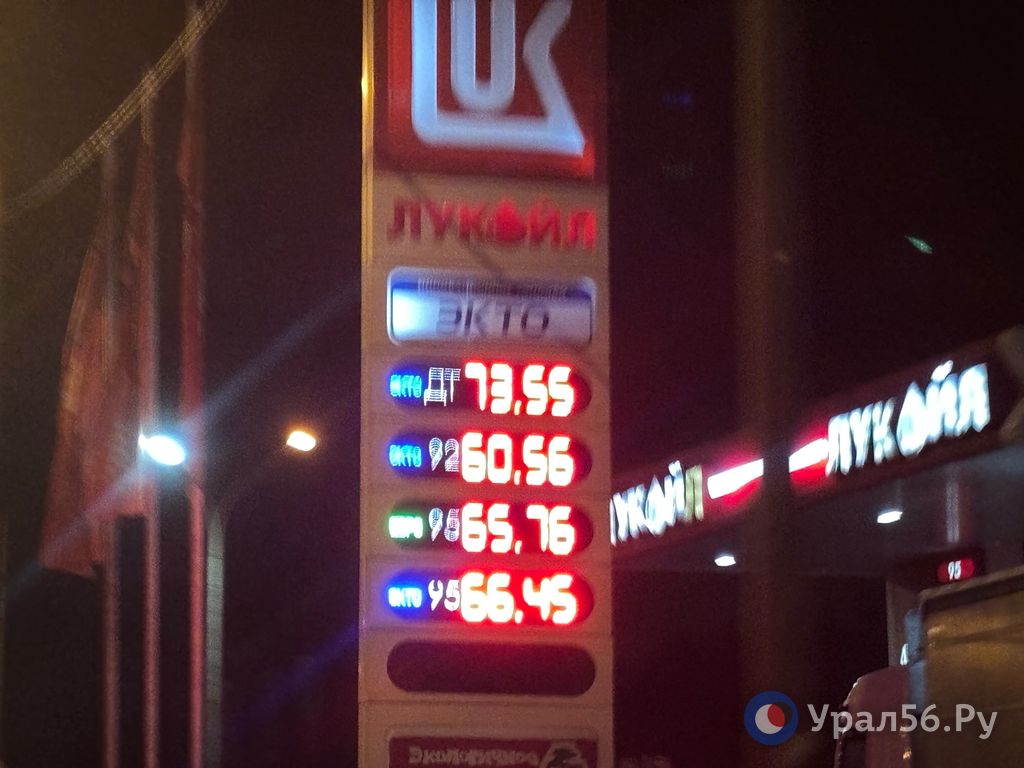 ЛУКОЙЛ
ЭКТО
ЭКТО ДТ 73,55
ЭКТО 92 60,56
ЕВРО 95 65,76
ЭКТО 95 66,45
ЛУКОЙЛ
ЛУКОЙЛ
95
Экологичное
Урал56.Ру